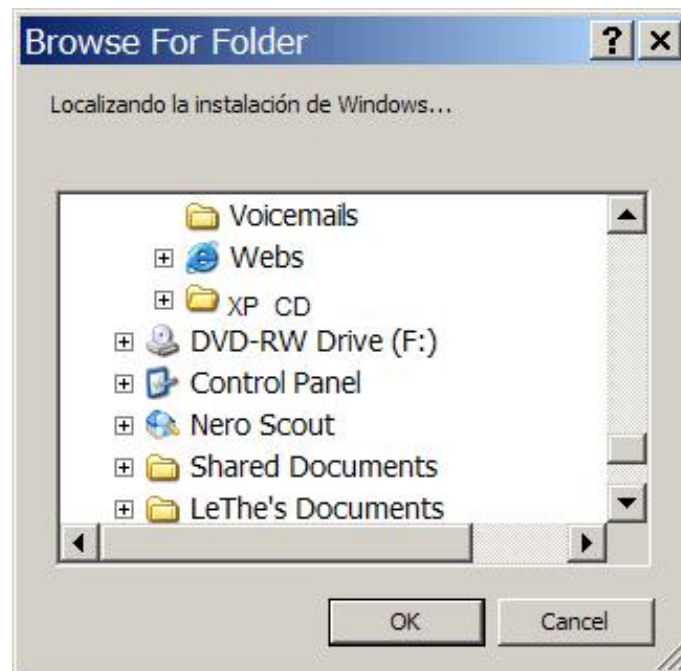 Browse For Folder
Localizando la instalación de Windows...
Voicemails
Webs
XP CD
DVD-RW Drive (F:)
Control Panel
Nero Scout
Shared Documents
LeThe's Documents
OK Cancel